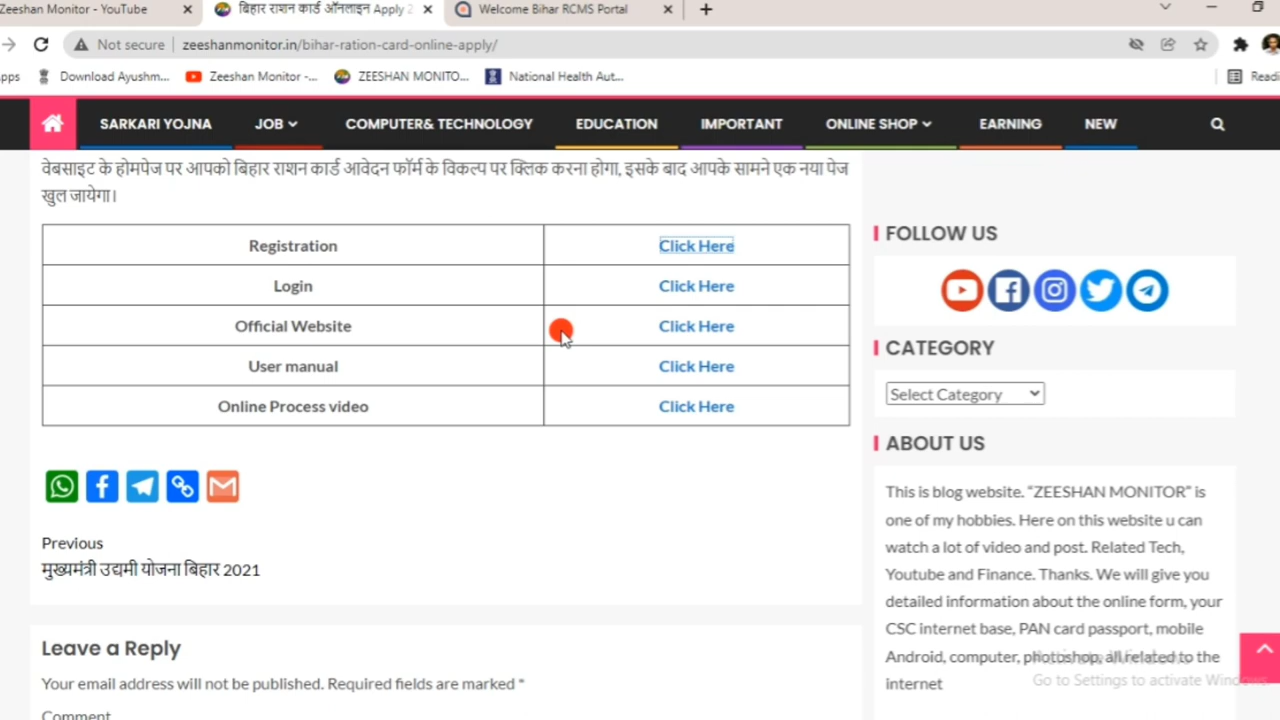 Zeeshan Monitor - YouTube
बिहार राशन कार्ड ऑनलाइन Apply 2
Welcome Bihar RCMS Portal
Not secure
zeeshanmonitor.in/bihar-ration-card-online-apply/
pps
Download Ayushm...
Zeeshan Monitor -...
ZEESHAN MONITO...
National Health Aut...
Readi
SARKARI YOJNA
JOB
COMPUTER& TECHNOLOGY
EDUCATION
IMPORTANT
ONLINE SHOP
EARNING
NEW
वेबसाइट के होमपेज पर आपको बिहार राशन कार्ड आवेदन फॉर्म के विकल्प पर क्लिक करना होगा, इसके बाद आपके सामने एक नया पेज
खुल जायेगा।
Registration Click Here
Login Click Here
Official Website Click Here
User manual Click Here
Online Process video Click Here
Previous
मुख्यमंत्री उद्यमी योजना बिहार 2021
Leave a Reply
Your email address will not be published. Required fields are marked *
Comment
FOLLOW US
CATEGORY
Select Category
ABOUT US
This is blog website. “ZEESHAN MONITOR” is
one of my hobbies. Here on this website u can
watch a lot of video and post. Related Tech,
Youtube and Finance. Thanks. We will give you
detailed information about the online form, your
CSC internet base, PAN card passport, mobile
Android, computer, photoshop, all related to the
internet
Activate Windows
Go to Settings to activate Windows.